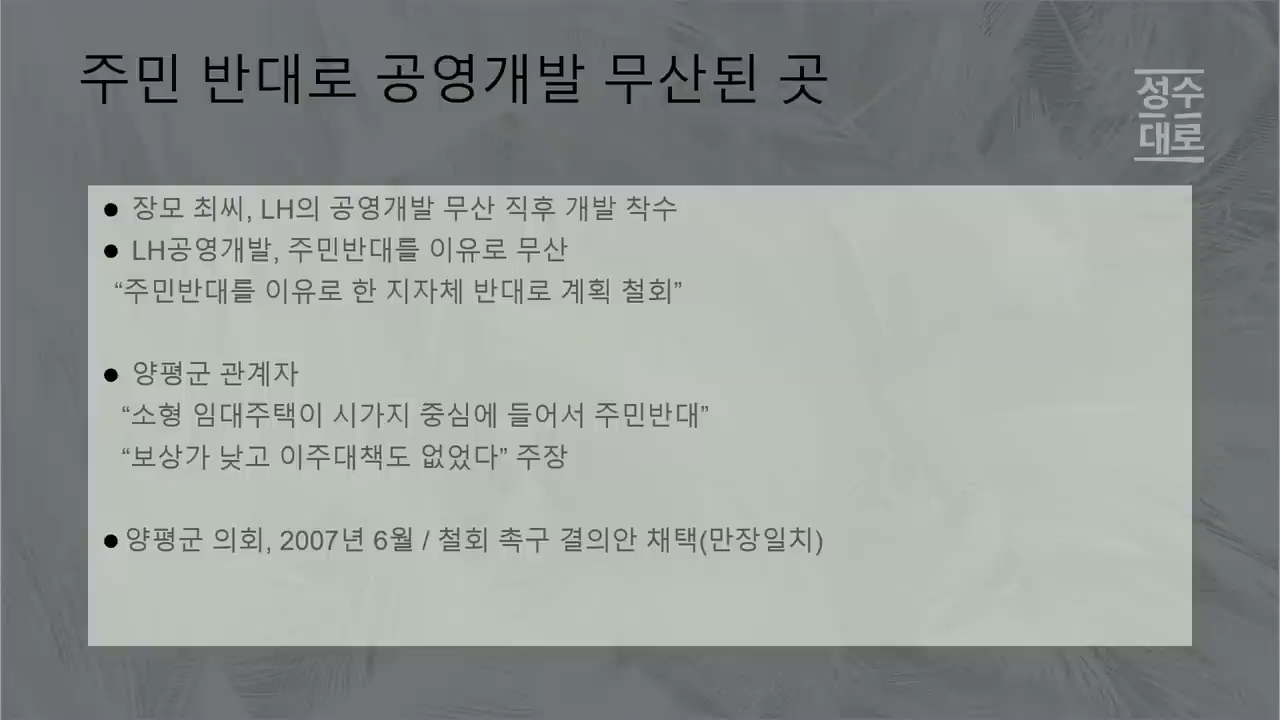 주민 반대로 공영개발 무산된 곳
성수
대로
● 장모 최씨, LH의 공영개발 무산 직후 개발 착수
● LH공영개발, 주민반대를 이유로 무산
“주민반대를 이유로 한 지자체 반대로 계획 철회”
● 양평군 관계자
“소형 임대주택이 시가지 중심에 들어서 주민반대”
“보상가 낮고 이주대책도 없었다” 주장
● 양평군 의회, 2007년 6월 / 철회 촉구 결의안 채택(만장일치)